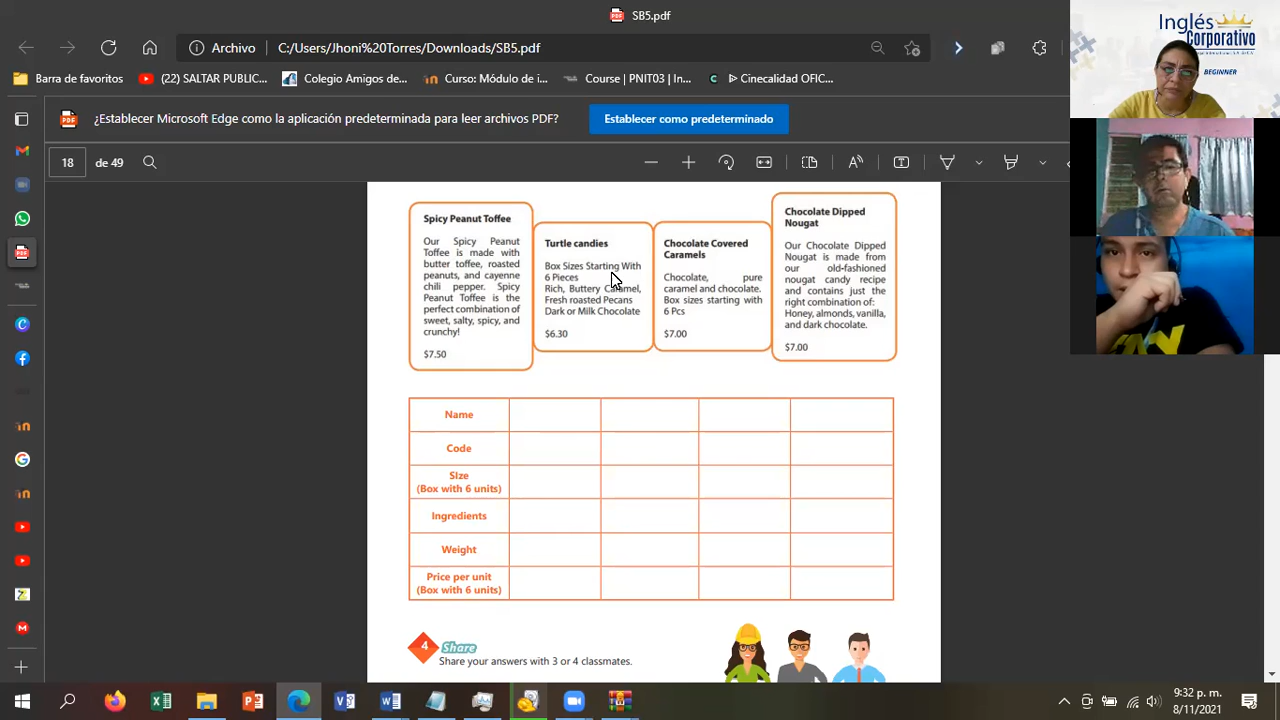 SB5.pdf
Archivo
C:/Users/Jhoni%20Torres/Downloads/SB5.pdf
Barra de favoritos
(22) SALTAR PUBLIC...
Colegio Amigos de...
Curso: Módulo#e...
Course | PNIT03 | In...
ᐈ Cinecalidad OFIC...
¿Establecer Microsoft Edge como la aplicación predeterminada para leer archivos PDF?
Establecer como predeterminado
18
de 49
Inglés
Corporativo
BEGINNER
Spicy Peanut Toffee
Our Spicy Peanut
Toffee is made with
butter toffee, roasted
peanuts, and cayenne
chili pepper. Spicy
Peanut Toffee is the
perfect combination of
sweet, salty, spicy, and
crunchy!
$7.50
Turtle candies
Box Sizes Starting With
6 Pieces
Rich, Buttery Caramel,
Fresh roasted Pecans
Dark or Milk Chocolate
$6.30
Chocolate Covered
Caramels
Chocolate, pure
caramel and chocolate.
Box sizes starting with
6 Pcs
$7.00
Chocolate Dipped
Nougat
Our Chocolate Dipped
Nougat is made from
our old-fashioned
nougat candy recipe
and contains just the
right combination of:
Honey, almonds, vanilla,
and dark chocolate.
$7.00
Name
Code
SIze
(Box with 6 units)
Ingredients
Weight
Price per unit
(Box with 6 units)
4
Share
Share your answers with 3 or 4 classmates.
9:32 p. m.
8/11/2021